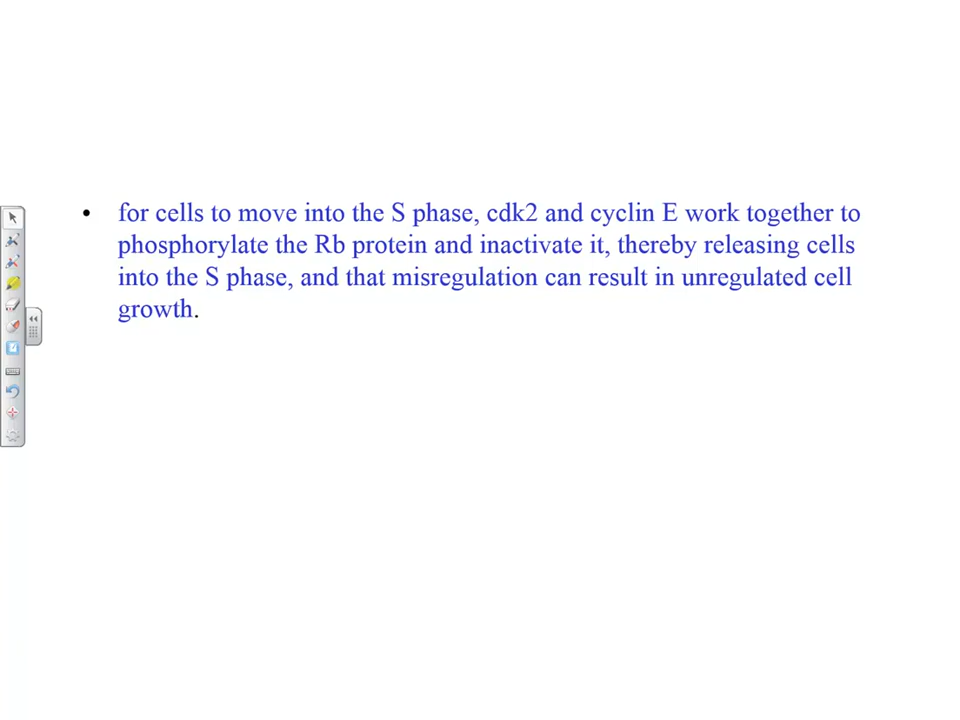 • for cells to move into the S phase, cdk2 and cyclin E work together to
phosphorylate the Rb protein and inactivate it, thereby releasing cells
into the S phase, and that misregulation can result in unregulated cell
growth.